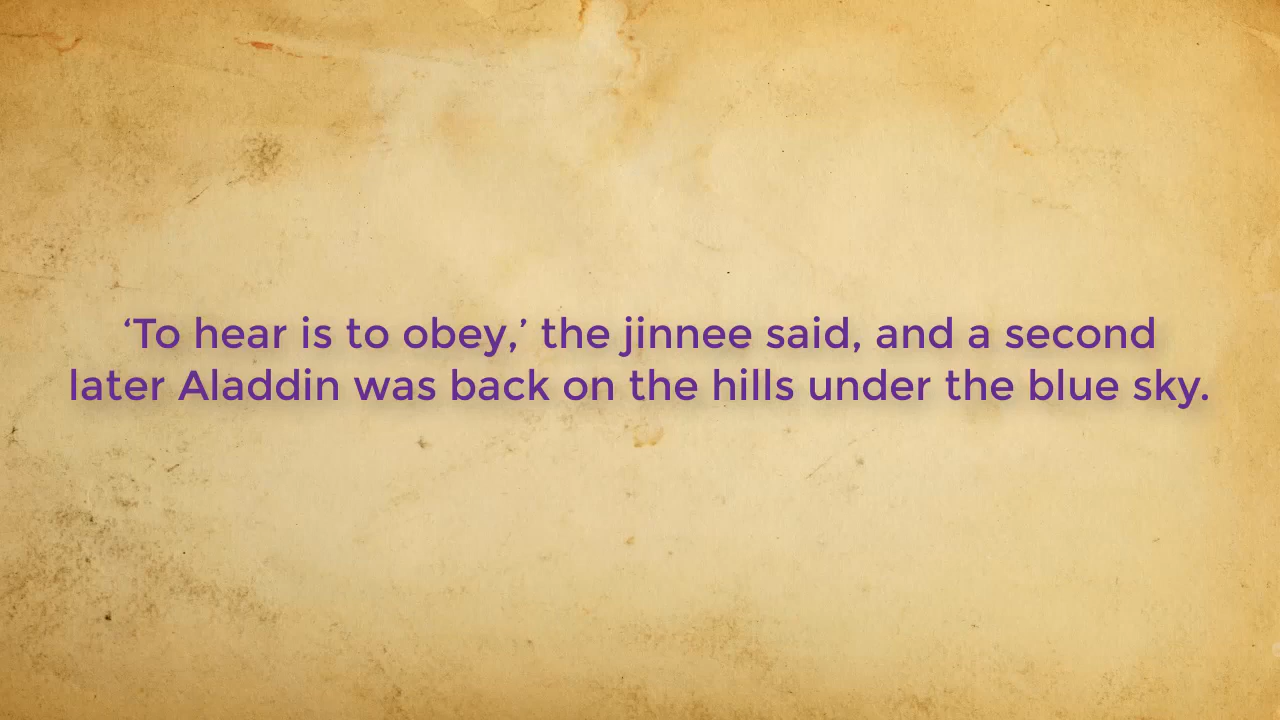 ‘To hear is to obey,’ the jinnee said, and a second
later Aladdin was back on the hills under the blue sky.